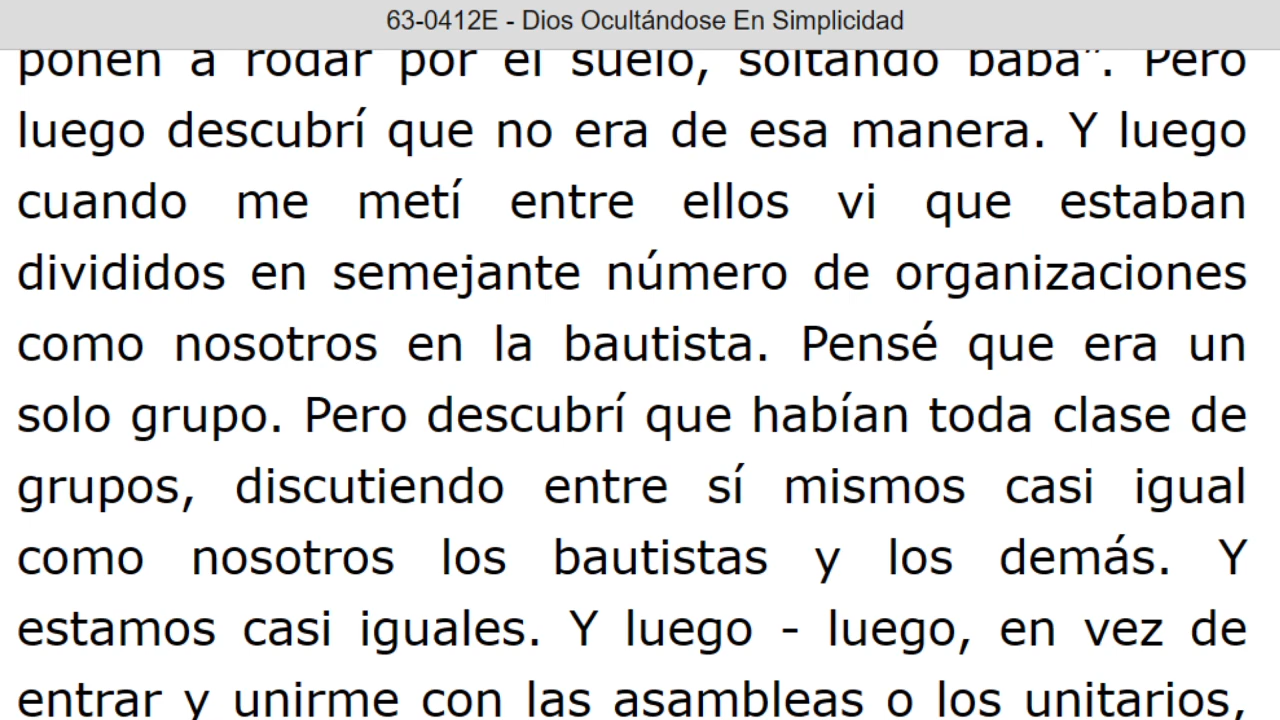 63-0412E - Dios Ocultándose En Simplicidad
ponen a rodar por el suelo, soltando baba". Pero
luego descubrí que no era de esa manera. Y luego
cuando me metí entre ellos vi que estaban
divididos en semejante número de organizaciones
como nosotros en la bautista. Pensé que era un
solo grupo. Pero descubrí que habían toda clase de
grupos, discutiendo entre sí mismos casi igual
como nosotros los bautistas y los demás. Y
estamos casi iguales. Y luego - luego, en vez de
entrar y unirme con las asambleas o los unitarios,